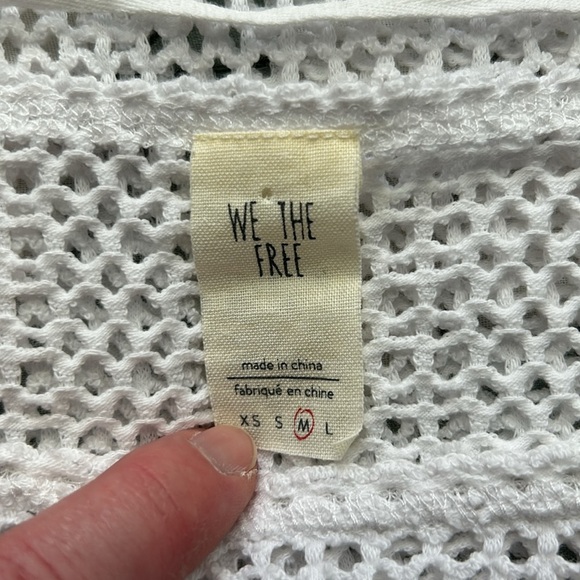 WE THE
FREE
made in china
fabriqué en chine
XS S M L